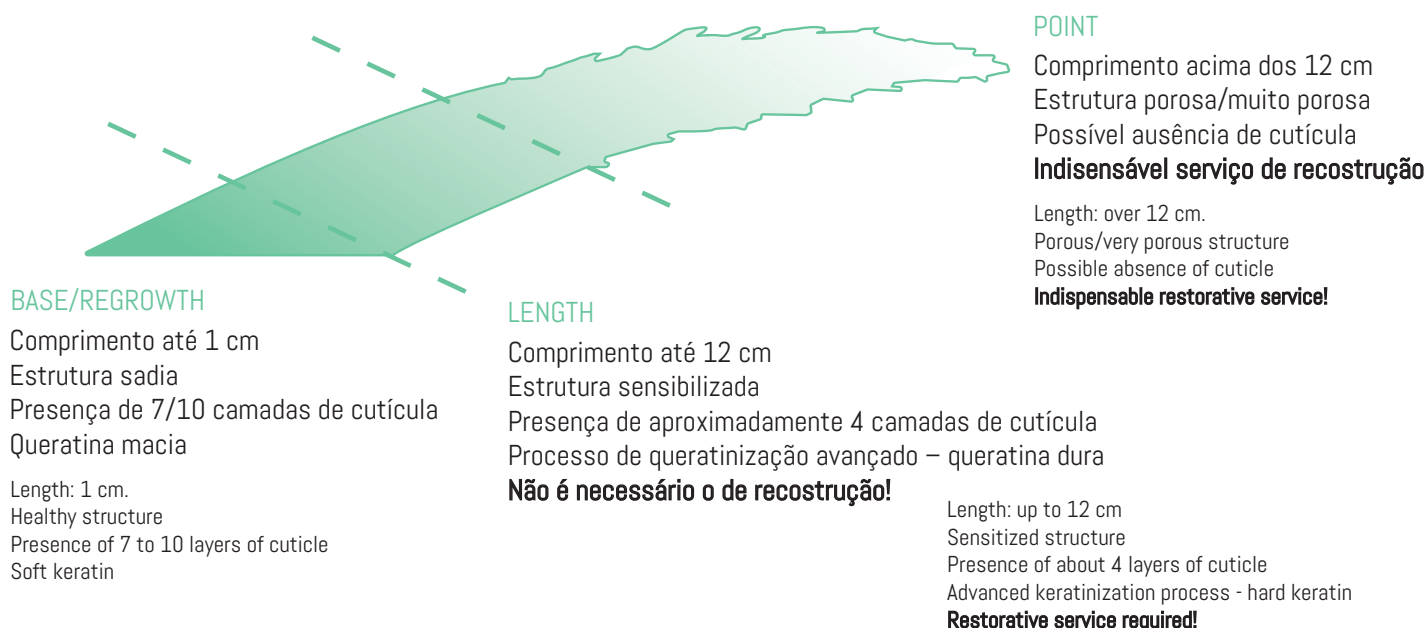 POINT
Comprimento acima dos 12 cm
Estrutura porosa/muito porosa
Possível ausência de cutícula
Indisensável serviço de recostrução
Length: over 12 cm.
Porous/very porous structure
Possible absence of cuticle
Indispensable restorative service!
BASE/REGROWTH
Comprimento até 1 cm
Estrutura sadia
Presença de 7/10 camadas de cutícula
Queratina macia
Length: 1 cm.
Healthy structure
Presence of 7 to 10 layers of cuticle
Soft keratin
LENGTH
Comprimento até 12 cm
Estrutura sensibilizada
Presença de aproximadamente 4 camadas de cutícula
Processo de queratinização avançado – queratina dura
Não é necessário o de recostrução!
Length: up to 12 cm
Sensitized structure
Presence of about 4 layers of cuticle
Advanced keratinization process - hard keratin
Restorative service required!